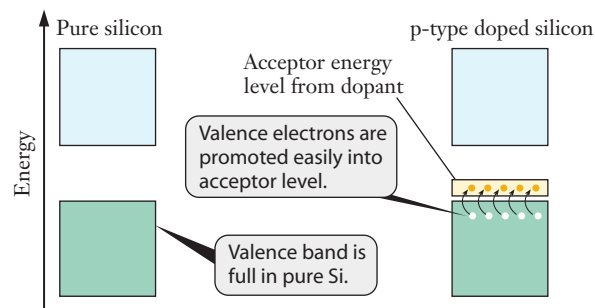 Pure silicon
p-type doped silicon
Acceptor energy
level from dopant
Valence electrons are
promoted easily into
acceptor level.
Energy
Valence band is
full in pure Si.